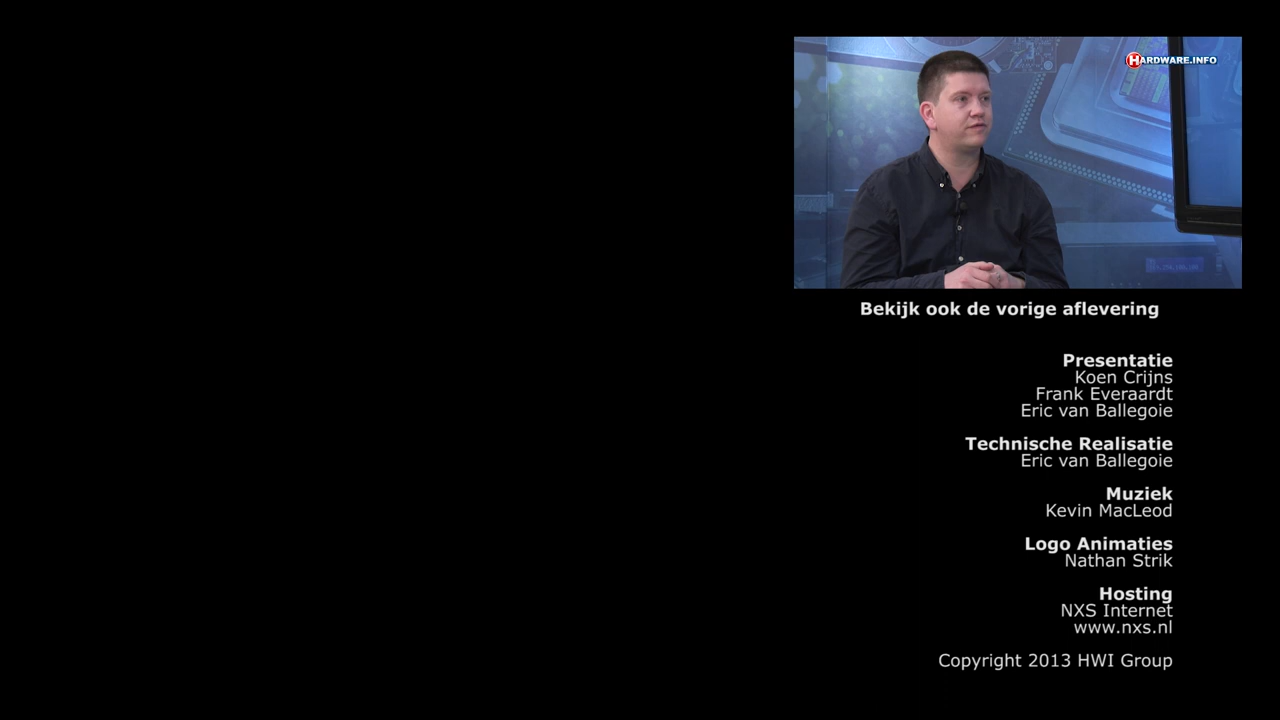 HARDWARE.INFO
Bekijk ook de vorige aflevering
Presentatie
Koen Crijns
Frank Everaardt
Eric van Ballegoie
Technische Realisatie
Eric van Ballegoie
Muziek
Kevin MacLeod
Logo Animaties
Nathan Strik
Hosting
NXS Internet
www.nxs.nl
Copyright 2013 HWI Group